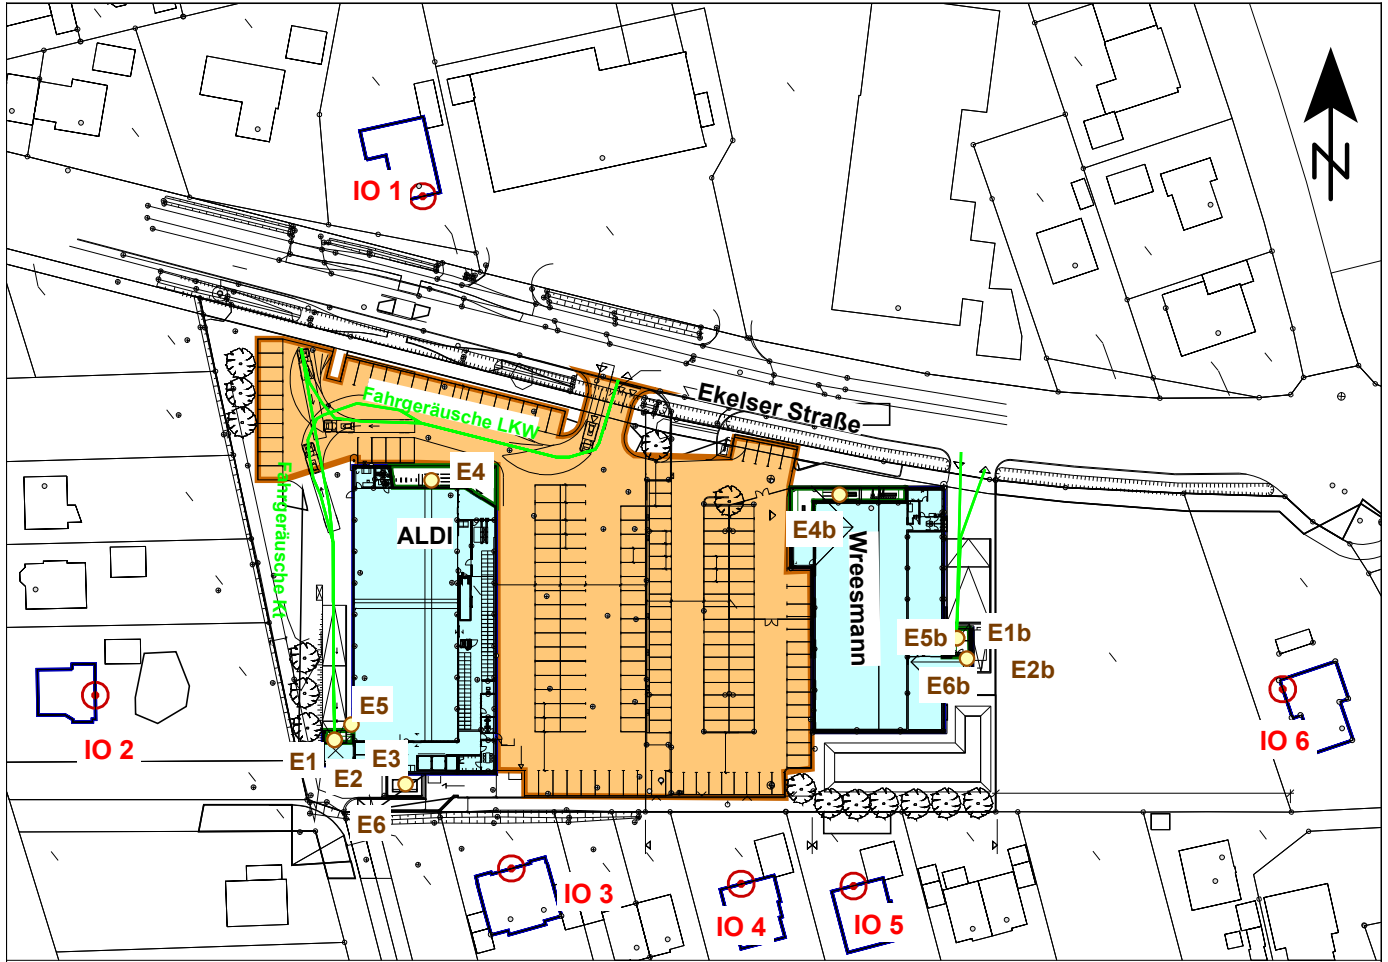 IO 1
N
Ekelser Straße
Fahrgeräusche LKW
Fahrgeräusche Kt
E4
ALDI
E4b
Wreesmann
E5b
E1b
E6b
E2b
IO 2
E5
E1
E2
E3
E6
IO 6
IO 3
IO 4
IO 5